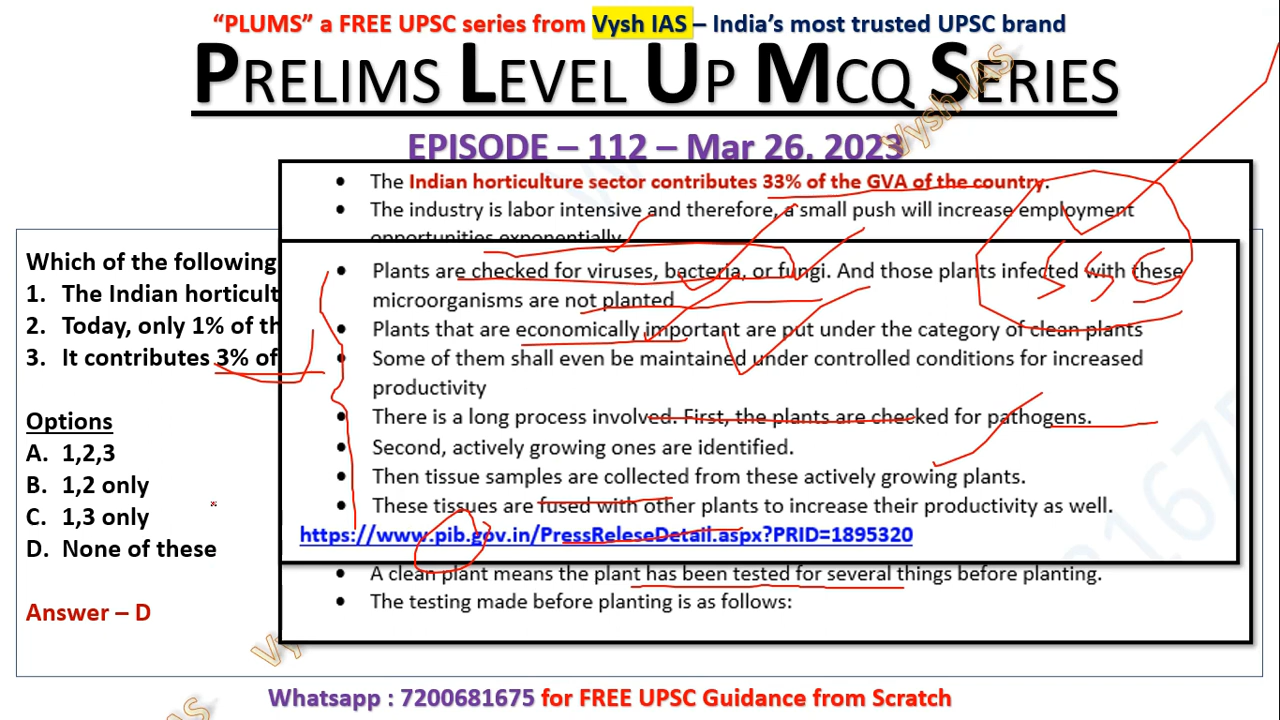 “PLUMS” a FREE UPSC series from Vysh IAS – India’s most trusted UPSC brand
PRELIMS LEVEL UP MCQ SERIES
EPISODE – 112 – Mar 26, 2023
Vysh IAS
• The Indian horticulture sector contributes 33% of the GVA of the country.
• The industry is labor intensive and therefore, a small push will increase employment
opportunities exponentially
Which of the following
1. The Indian horticult
2. Today, only 1% of th
3. It contributes 3% of
Options
A. 1,2,3
B. 1,2 only
C. 1,3 only
D. None of these
Answer – D
• Plants are checked for viruses, bacteria, or fungi. And those plants infected with these
microorganisms are not planted
• Plants that are economically important are put under the category of clean plants
• Some of them shall even be maintained under controlled conditions for increased
productivity
• There is a long process involved. First, the plants are checked for pathogens.
• Second, actively growing ones are identified.
• Then tissue samples are collected from these actively growing plants.
• These tissues are fused with other plants to increase their productivity as well.
https://www.pib.gov.in/PressReleseDetail.aspx?PRID=1895320
• A clean plant means the plant has been tested for several things before planting.
• The testing made before planting is as follows:
Whatsapp : 7200681675 for FREE UPSC Guidance from Scratch